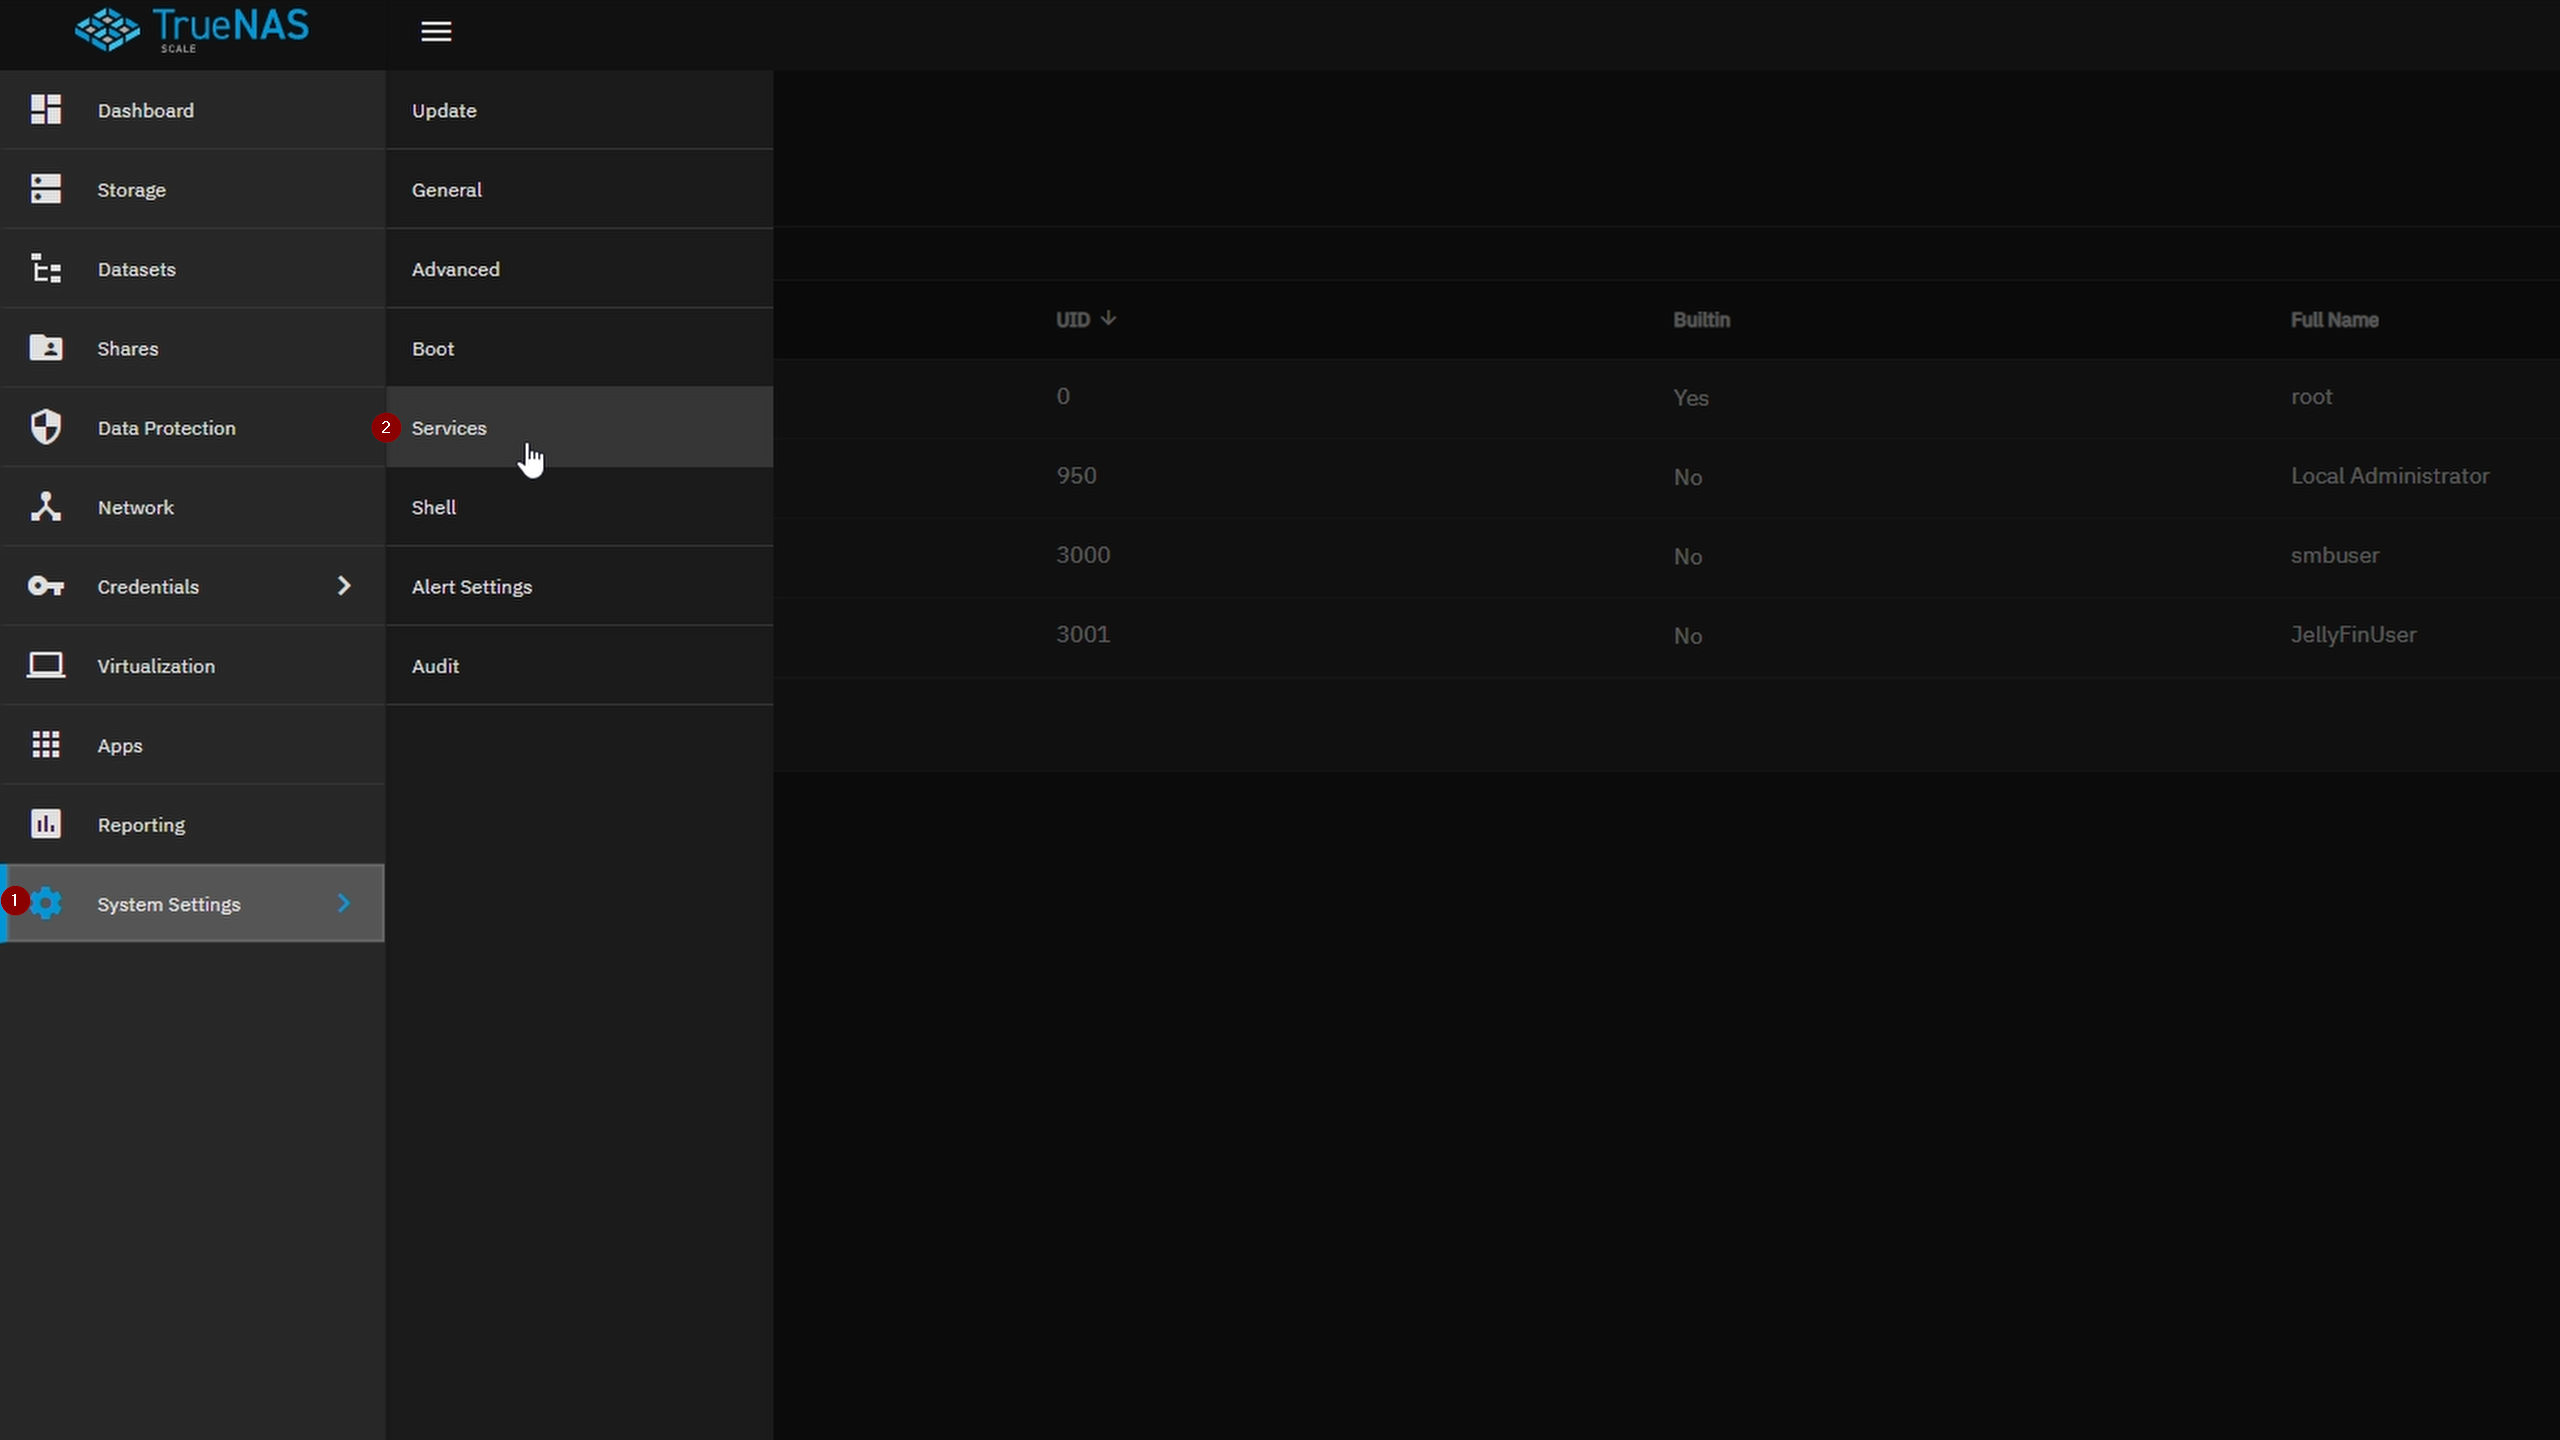 TrueNAS
SCALE
Dashboard
Storage
Datasets
Shares
Data Protection
Network
Credentials
Virtualization
Apps
Reporting
1 System Settings
Update
General
Advanced
Boot
2 Services
Shell
Alert Settings
Audit
UID Builtin Full Name
0 Yes root
950 No Local Administrator
3000 No smbuser
3001 No JellyFinUser